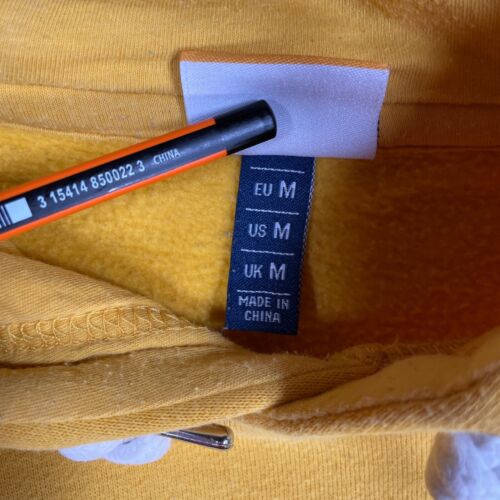 3 15414 850022 3 CHINA
EU M
US M
UK M
MADE IN
CHINA